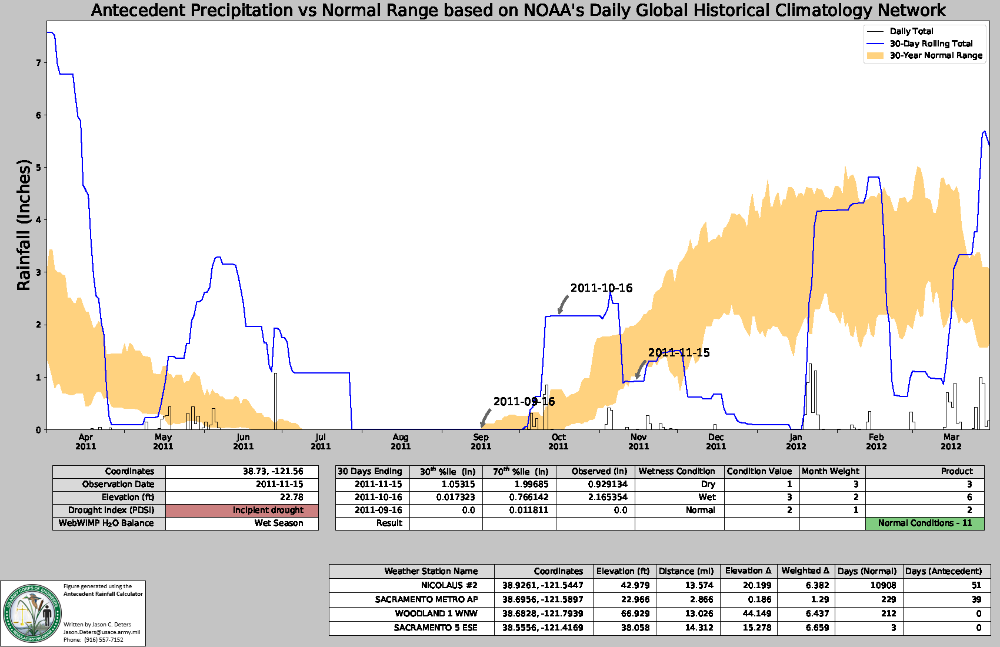 Antecedent Precipitation vs Normal Range based on NOAA's Daily Global Historical Climatology Network
Daily Total
30-Day Rolling Total
30-Year Normal Range
Rainfall (Inches)
7
6
5
4
3
2
1
0
2011-10-16
2011-11-15
2011-09-16
Apr 2011
May 2011
Jun 2011
Jul 2011
Aug 2011
Sep 2011
Oct 2011
Nov 2011
Dec 2011
Jan 2012
Feb 2012
Mar 2012
Coordinates 38.73, -121.56
Observation Date 2011-11-15
Elevation (ft) 22.78
Drought Index (PDSI) Incipient drought
WebWIMP H₂O Balance Wet Season
30 Days Ending 30th %ile (in) 70th %ile (in) Observed (in) Wetness Condition Condition Value Month Weight Product
2011-11-15 1.05315 1.99685 0.929134 Dry 1 3 3
2011-10-16 0.017323 0.766142 2.165354 Wet 3 2 6
2011-09-16 0.0 0.011811 0.0 Normal 2 1 2
Result Normal Conditions - 11
Weather Station Name Coordinates Elevation (ft) Distance (mi) Elevation Δ Weighted Δ Days (Normal) Days (Antecedent)
NICOLAUS #2 38.9261, -121.5447 42.979 13.574 20.199 6.382 10908 51
SACRAMENTO METRO AP 38.6956, -121.5897 22.966 2.866 0.186 1.29 229 39
WOODLAND 1 WNW 38.6828, -121.7939 66.929 13.026 44.149 6.437 212 0
SACRAMENTO 5 ESE 38.5556, -121.4169 38.058 14.312 15.278 6.659 3 0
US ARMY CORPS OF ENGINEERS
REGULATORY PROGRAM
Figure generated using the
Antecedent Rainfall Calculator
Written by Jason C. Deters
Jason.Deters@usace.army.mil
Phone: (916) 557-7152